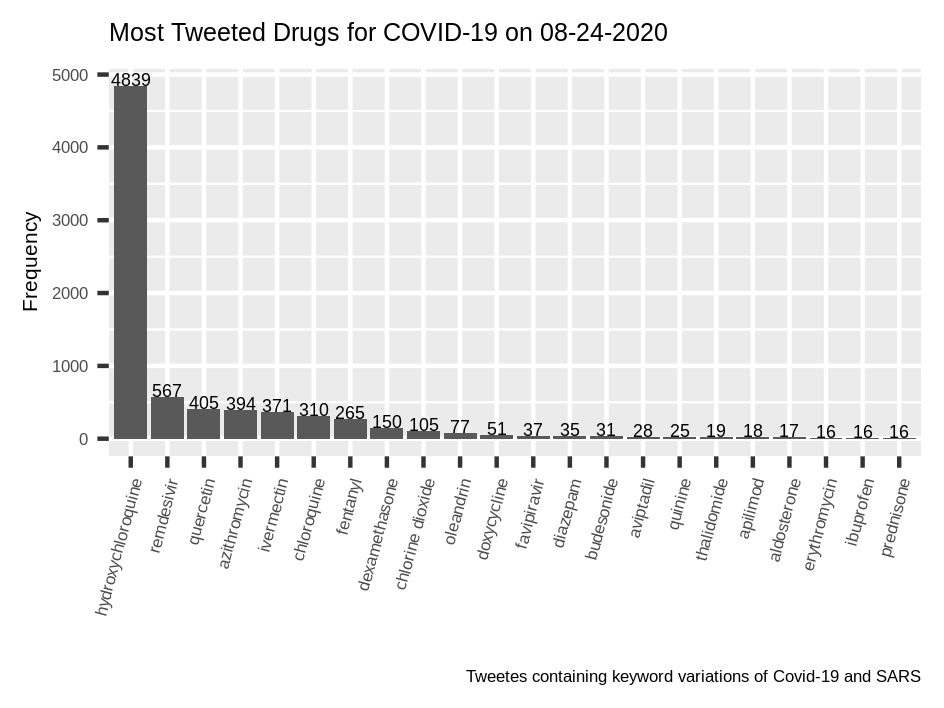 Most Tweeted Drugs for COVID-19 on 08-24-2020
Frequency
5000
4000
3000
2000
1000
0
4839
567
405
394
371
310
265
150
105
77
51
37
35
31
28
25
19
18
17
16
16
16
hydroxychloroquine
remdesivir
quercetin
azithromycin
ivermectin
chloroquine
fentanyl
dexamethasone
chlorine dioxide
oleandrin
doxycycline
favipiravir
diazepam
budesonide
aviptadil
quinine
thalidomide
apilimod
aldosterone
erythromycin
ibuprofen
prednisone
Tweetes containing keyword variations of Covid-19 and SARS